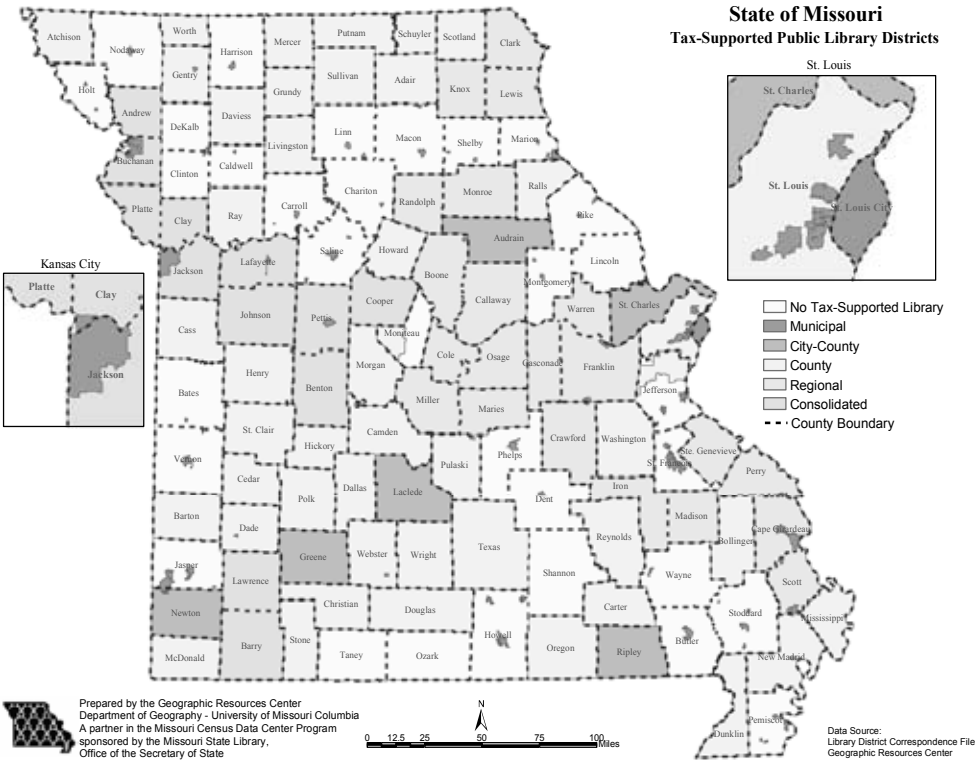 State of Missouri
Tax-Supported Public Library Districts
St. Louis
St. Charles
St. Louis
St. Louis City
Kansas City
Platte
Clay
Jackson
No Tax-Supported Library
Municipal
City-County
County
Regional
Consolidated
County Boundary
Atchison
Nodaway
Worth
Harrison
Mercer
Putnam
Schuyler
Scotland
Clark
Holt
Gentry
Sullivan
Adair
Knox
Lewis
Grundy
Andrew
DeKalb
Daviess
Livingston
Linn
Macon
Shelby
Marion
Buchanan
Clinton
Caldwell
Chariton
Monroe
Ralls
Platte
Clay
Ray
Carroll
Randolph
Pike
Audrain
Saline
Howard
Lincoln
Jackson
Lafayette
Boone
Callaway
Montgomery
Cooper
Warren
St. Charles
Cass
Johnson
Pettis
Moniteau
Cole
Osage
Gasconade
Franklin
Henry
Morgan
Jefferson
Bates
Benton
Miller
Maries
St. Clair
Camden
Crawford
Washington
Hickory
Phelps
Ste. Genevieve
Vernon
Pulaski
St. Francois
Perry
Cedar
Dallas
Laclede
Iron
Polk
Dent
Barton
Dade
Madison
Cape Girardeau
Reynolds
Bollinger
Greene
Webster
Wright
Texas
Jasper
Shannon
Wayne
Lawrence
Scott
Christian
Douglas
Carter
Newton
Stoddard
Mississippi
Howell
Butler
Stone
Barry
Oregon
Ripley
McDonald
Taney
Ozark
New Madrid
Pemiscot
Dunklin
Prepared by the Geographic Resources Center
Department of Geography - University of Missouri Columbia
A partner in the Missouri Census Data Center Program
sponsored by the Missouri State Library,
Office of the Secretary of State
N
0 12.5 25 50 75 100
Miles
Data Source:
Library District Correspondence File
Geographic Resources Center